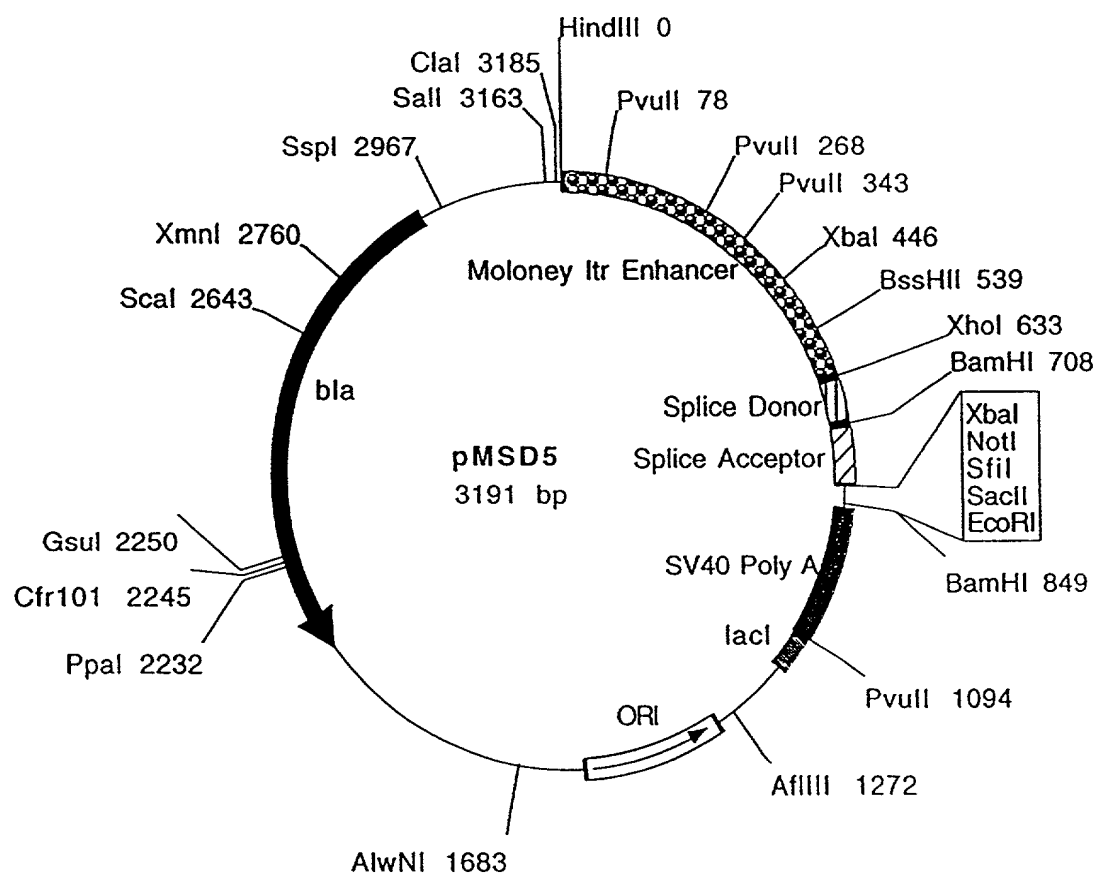 HindIII 0
ClaI 3185
SalI 3163
PvuII 78
SspI 2967
PvuII 268
PvuII 343
XbaI 446
XmnI 2760
Moloney ltr Enhancer
BssHII 539
ScaI 2643
XhoI 633
BamHI 708
bla
Splice Donor
XbaI
NotI
SfiI
SacII
EcoRI
pMSD5
3191 bp
Splice Acceptor
GsuI 2250
SV40 Poly A
BamHI 849
Cfr101 2245
lacI
PpaI 2232
PvuII 1094
ORI
AflIII 1272
AlwNI 1683